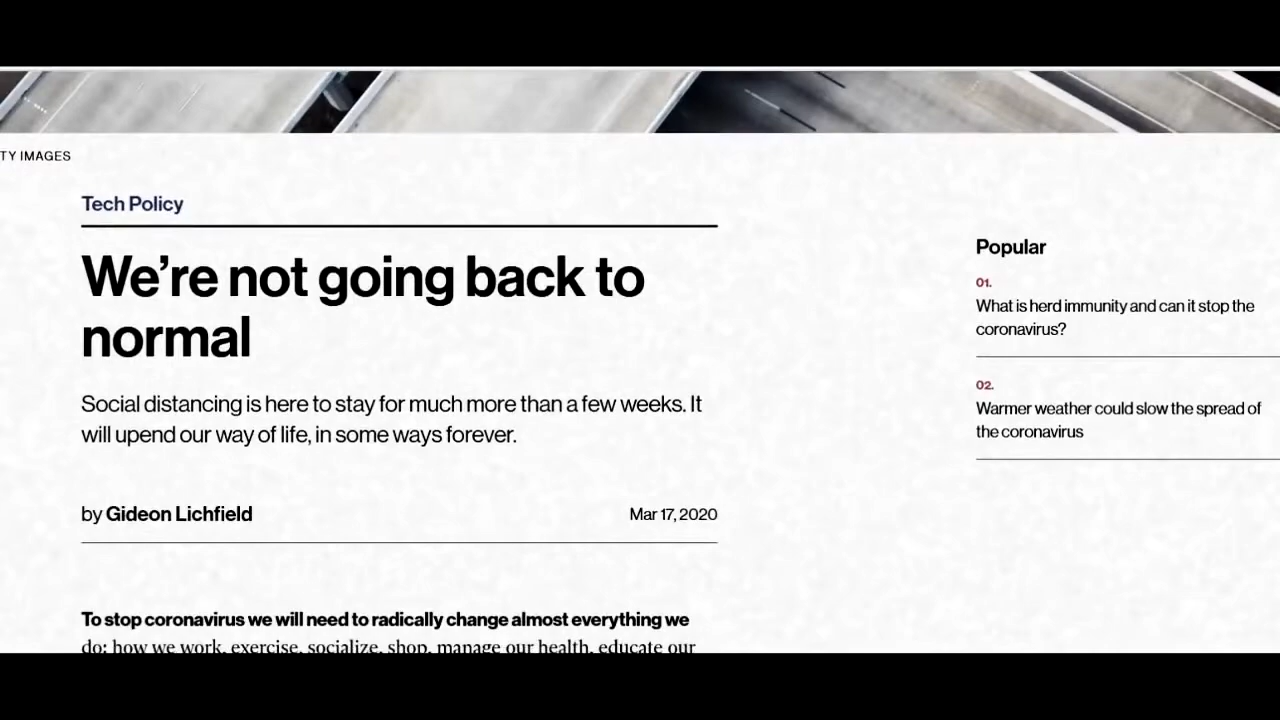 TY IMAGES
Tech Policy
We’re not going back to
normal
Social distancing is here to stay for much more than a few weeks. It
will upend our way of life, in some ways forever.
by Gideon Lichfield
Mar 17, 2020
To stop coronavirus we will need to radically change almost everything we
do: how we work, exercise, socialize, shop, manage our health, educate our
Popular
01.
What is herd immunity and can it stop the
coronavirus?
02.
Warmer weather could slow the spread of
the coronavirus